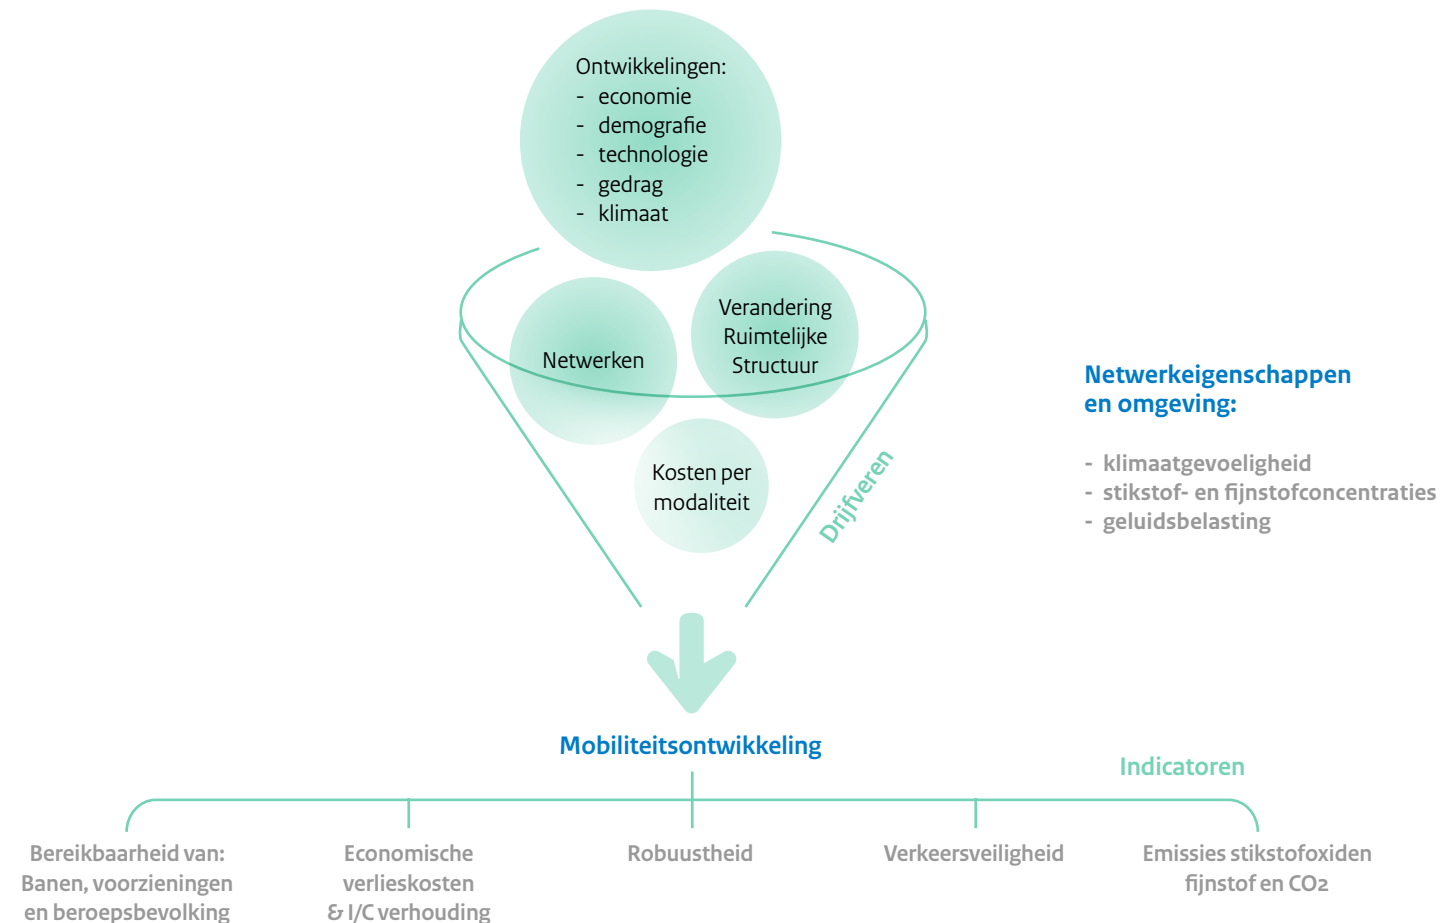 Ontwikkelingen:
- economie
- demografie
- technologie
- gedrag
- klimaat
Netwerken
Verandering
Ruimtelijke
Structuur
Kosten per
modaliteit
Drijfveren
Netwerkeigenschappen
en omgeving:
- klimaatgevoeligheid
- stikstof- en fijnstofconcentraties
- geluidsbelasting
Mobiliteitsontwikkeling
Indicatoren
Bereikbaarheid van:
Banen, voorzieningen
en beroepsbevolking
Economische
verlieskosten
& I/C verhouding
Robuustheid
Verkeersveiligheid
Emissies stikstofoxiden
fijnstof en CO2